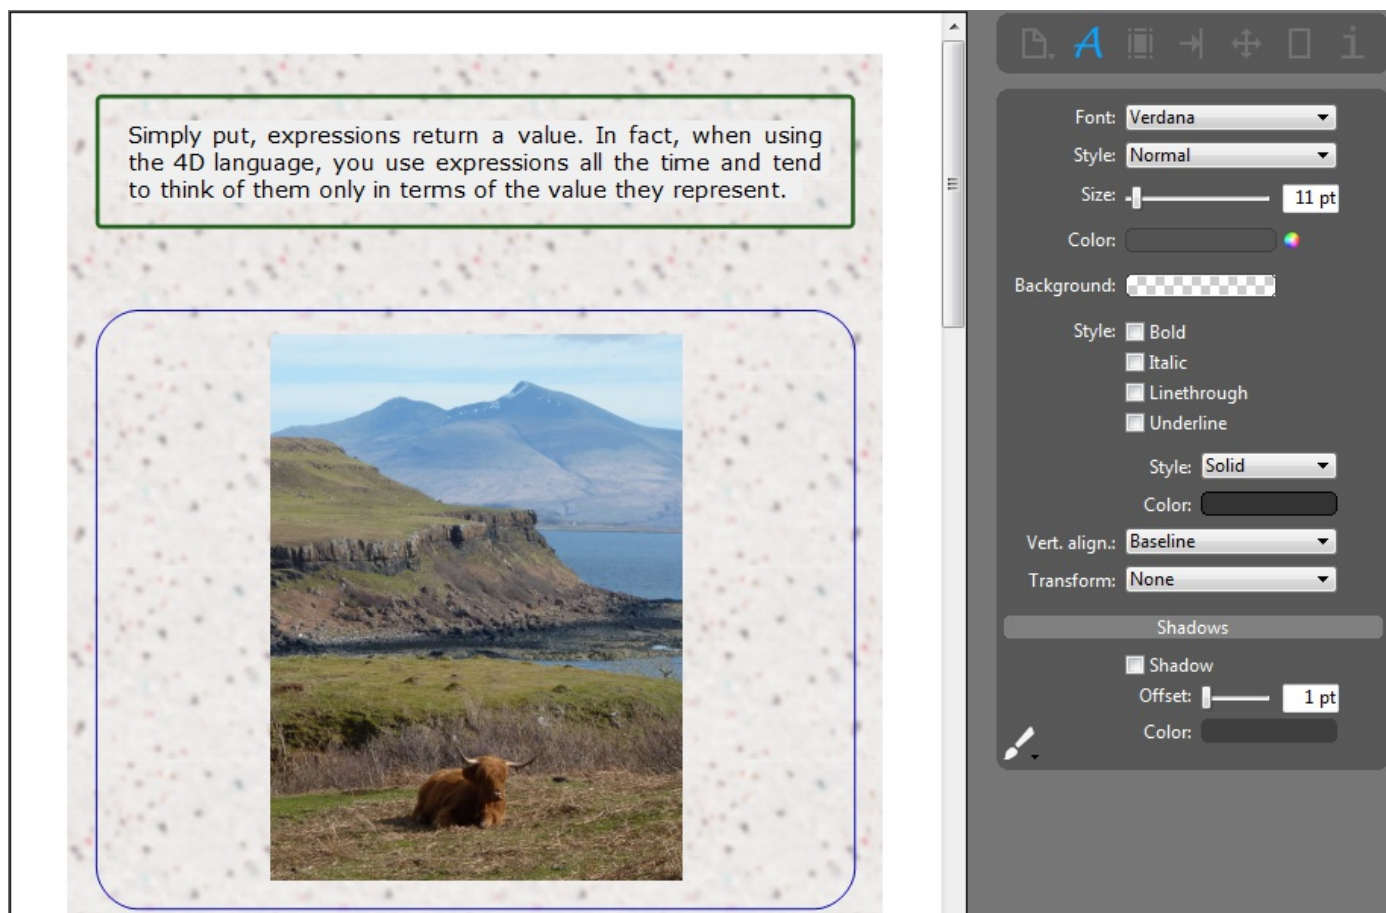 Simply put, expressions return a value. In fact, when using
the 4D language, you use expressions all the time and tend
to think of them only in terms of the value they represent.
Font: Verdana
Style: Normal
Size: 11 pt
Color:
Background:
Style: Bold
Italic
Linethrough
Underline
Style: Solid
Color:
Vert. align.: Baseline
Transform: None
Shadows
Shadow
Offset: 1 pt
Color: